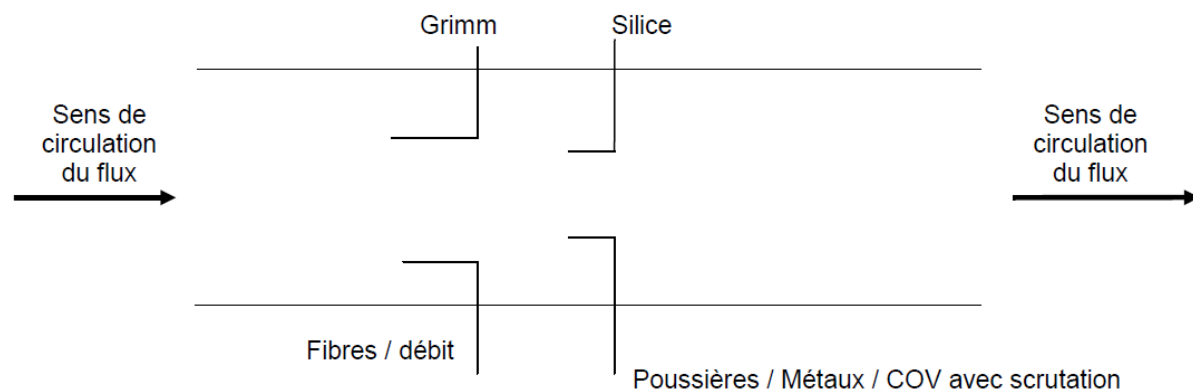 Grimm
Silice
Sens de
circulation
du flux
Sens de
circulation
du flux
Fibres / débit
Poussières / Métaux / COV avec scrutation